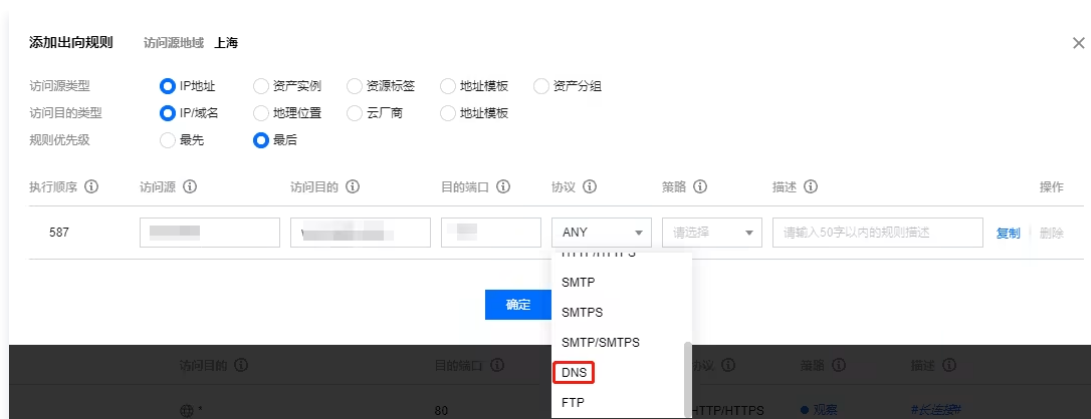 添加出向规则 访问源地域 上海
访问源类型 IP地址 资产实例 资源标签 地址模板 资产分组
访问目的类型 IP/域名 地理位置 云厂商 地址模板
规则优先级 最先 最后
执行顺序 访问源 访问目的 目的端口 协议 策略 描述 操作
587 ANY 请选择 请输入50字以内的规则描述 复制 删除
SMTP
确定 SMTPS
SMTP/SMTPS
访问目的 目的端口 协议 策略 描述
DNS
* 80 HTTP/HTTPS 观察 #长连接#
FTP